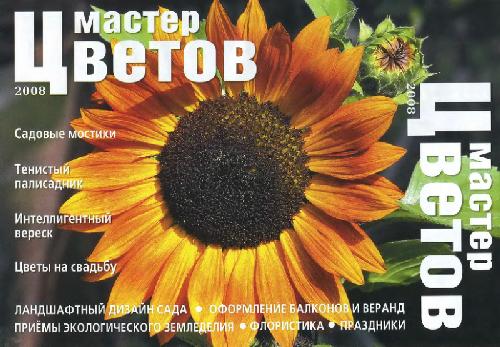 мастер
Цветов
2008
Садовые мостики
Тенистый
палисадник
Интеллигентный
вереск
Цветы на свадьбу
ЛАНДШАФТНЫЙ ДИЗАЙН САДА • ОФОРМЛЕНИЕ БАЛКОНОВ И ВЕРАНД
ПРИЁМЫ ЭКОЛОГИЧЕСКОГО ЗЕМЛЕДЕЛИЯ • ФЛОРИСТИКА • ПРАЗДНИКИ
мастер
Цветов
2008